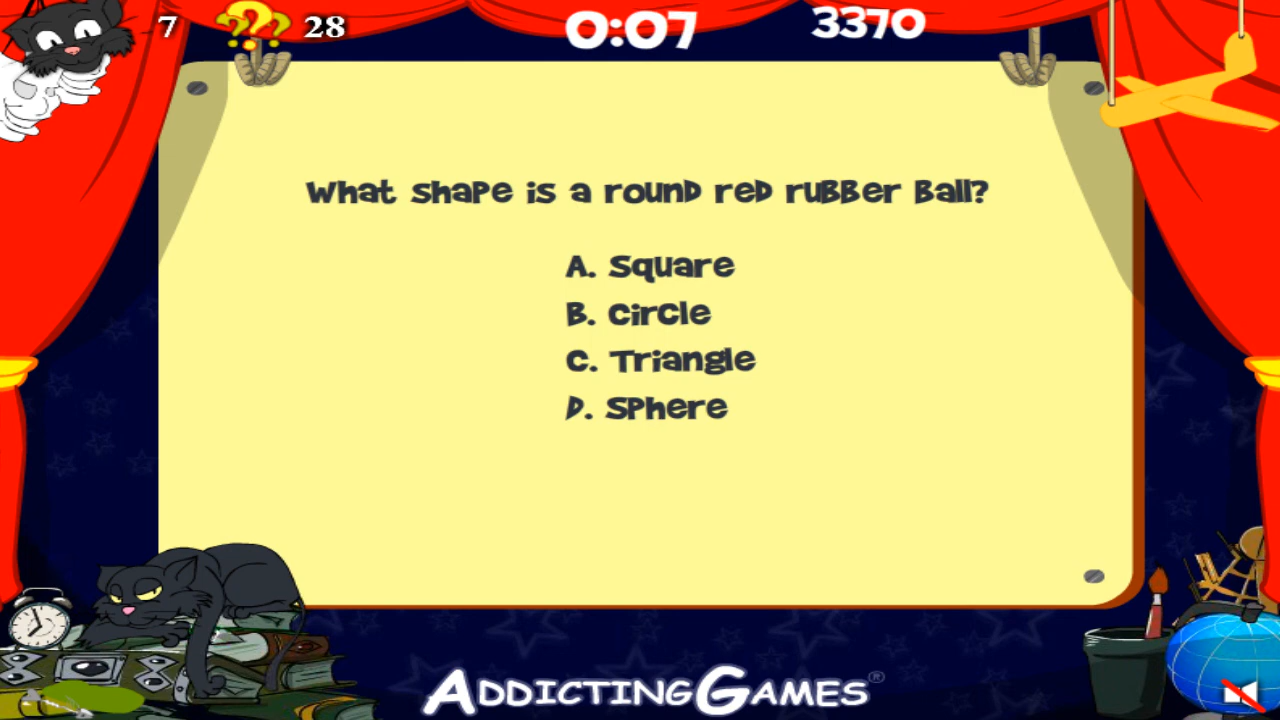 7 ??? 28 0:07 3370
What shape is a round red rubber ball?
A. Square
B. Circle
C. Triangle
D. Sphere
AddictingGames®